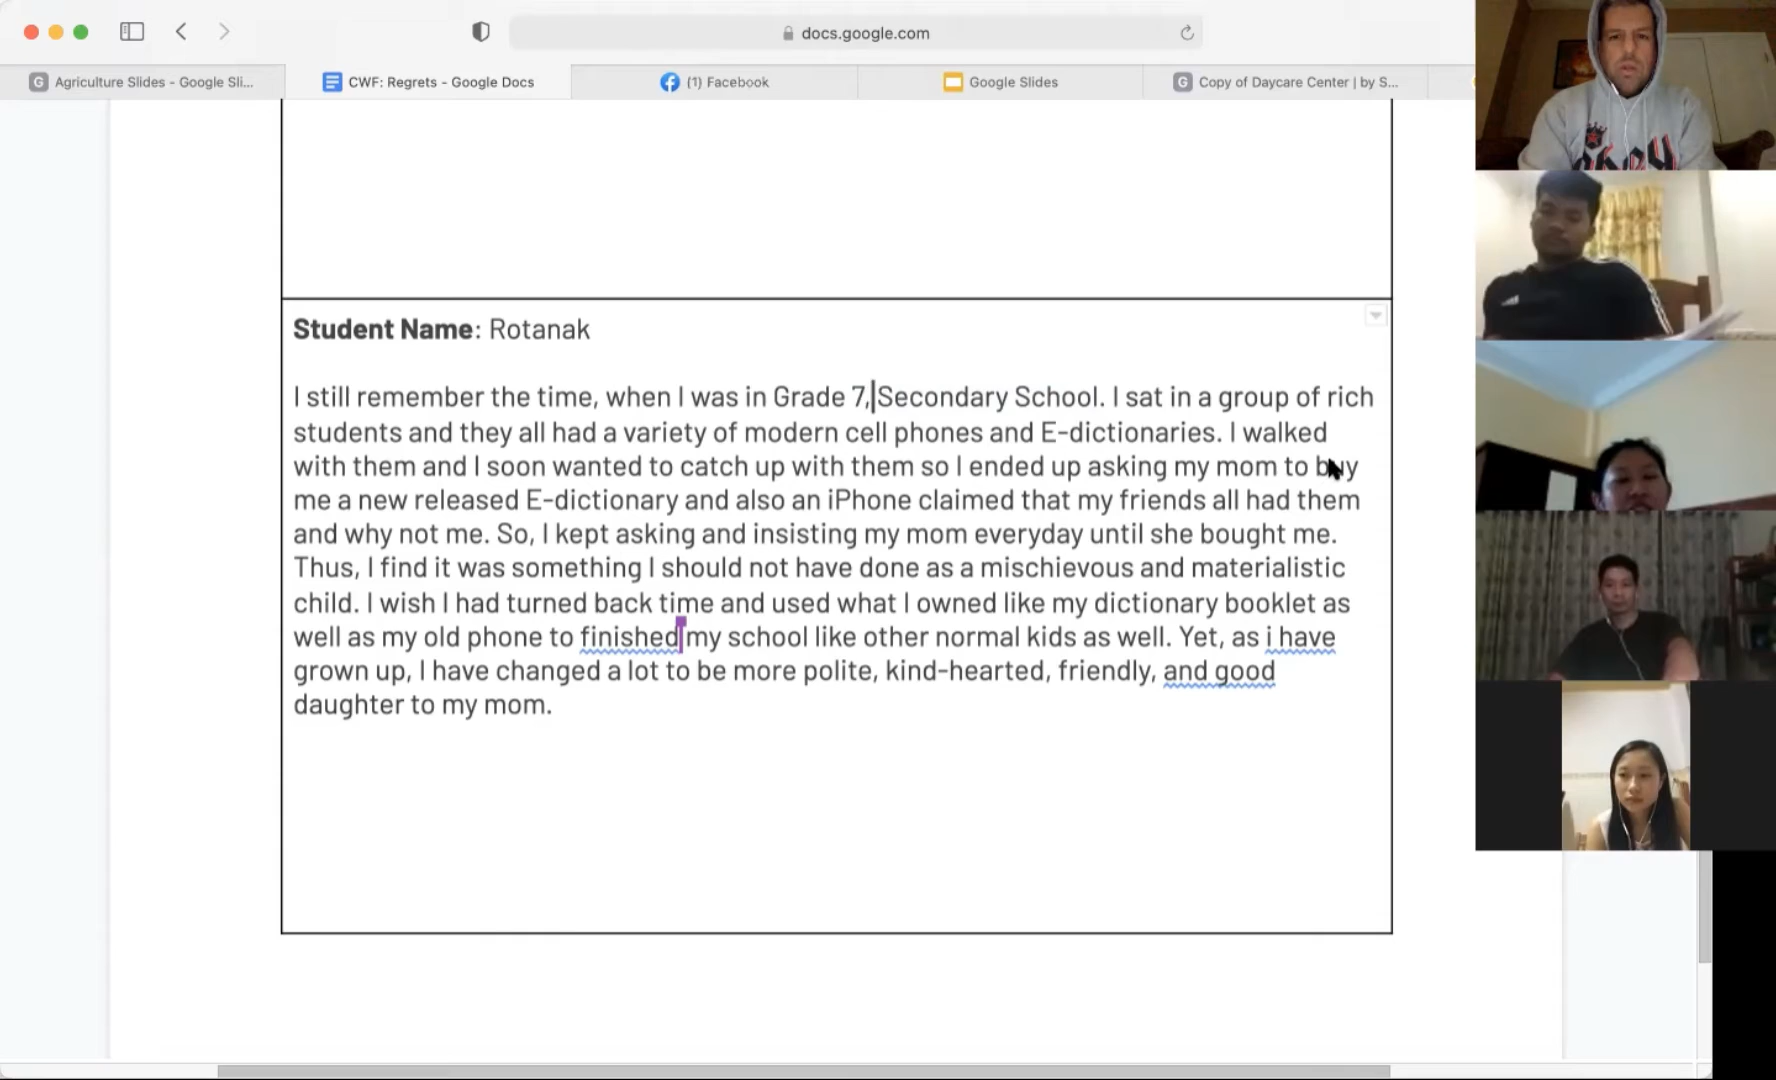 docs.google.com
Agriculture Slides - Google Sli...
CWF: Regrets - Google Docs
(1) Facebook
Google Slides
Copy of Daycare Center | by S...
Student Name: Rotanak
I still remember the time, when I was in Grade 7, Secondary School. I sat in a group of rich
students and they all had a variety of modern cell phones and E-dictionaries. I walked
with them and I soon wanted to catch up with them so I ended up asking my mom to buy
me a new released E-dictionary and also an iPhone claimed that my friends all had them
and why not me. So, I kept asking and insisting my mom everyday until she bought me.
Thus, I find it was something I should not have done as a mischievous and materialistic
child. I wish I had turned back time and used what I owned like my dictionary booklet as
well as my old phone to finished my school like other normal kids as well. Yet, as i have
grown up, I have changed a lot to be more polite, kind-hearted, friendly, and good
daughter to my mom.